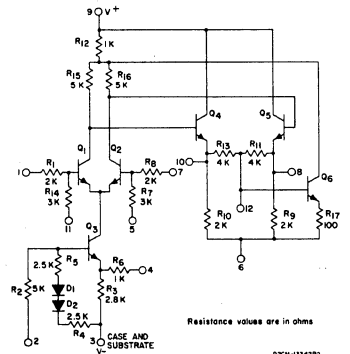 9 V+
R12
1K
R15
5K
R16
5K
Q4
Q5
Q1
Q2
R1
2K
1
R14
3K
11
R8
2K
7
R7
3K
5
10
R13
4K
R11
4K
8
Q6
12
R10
2K
R9
2K
R17
100
6
Q3
R5
2.5K
R6
1K
4
R2
5K
D1
D2
R3
2.8K
R4
2.5K
2
3
V-
CASE AND
SUBSTRATE
Resistance values are in ohms